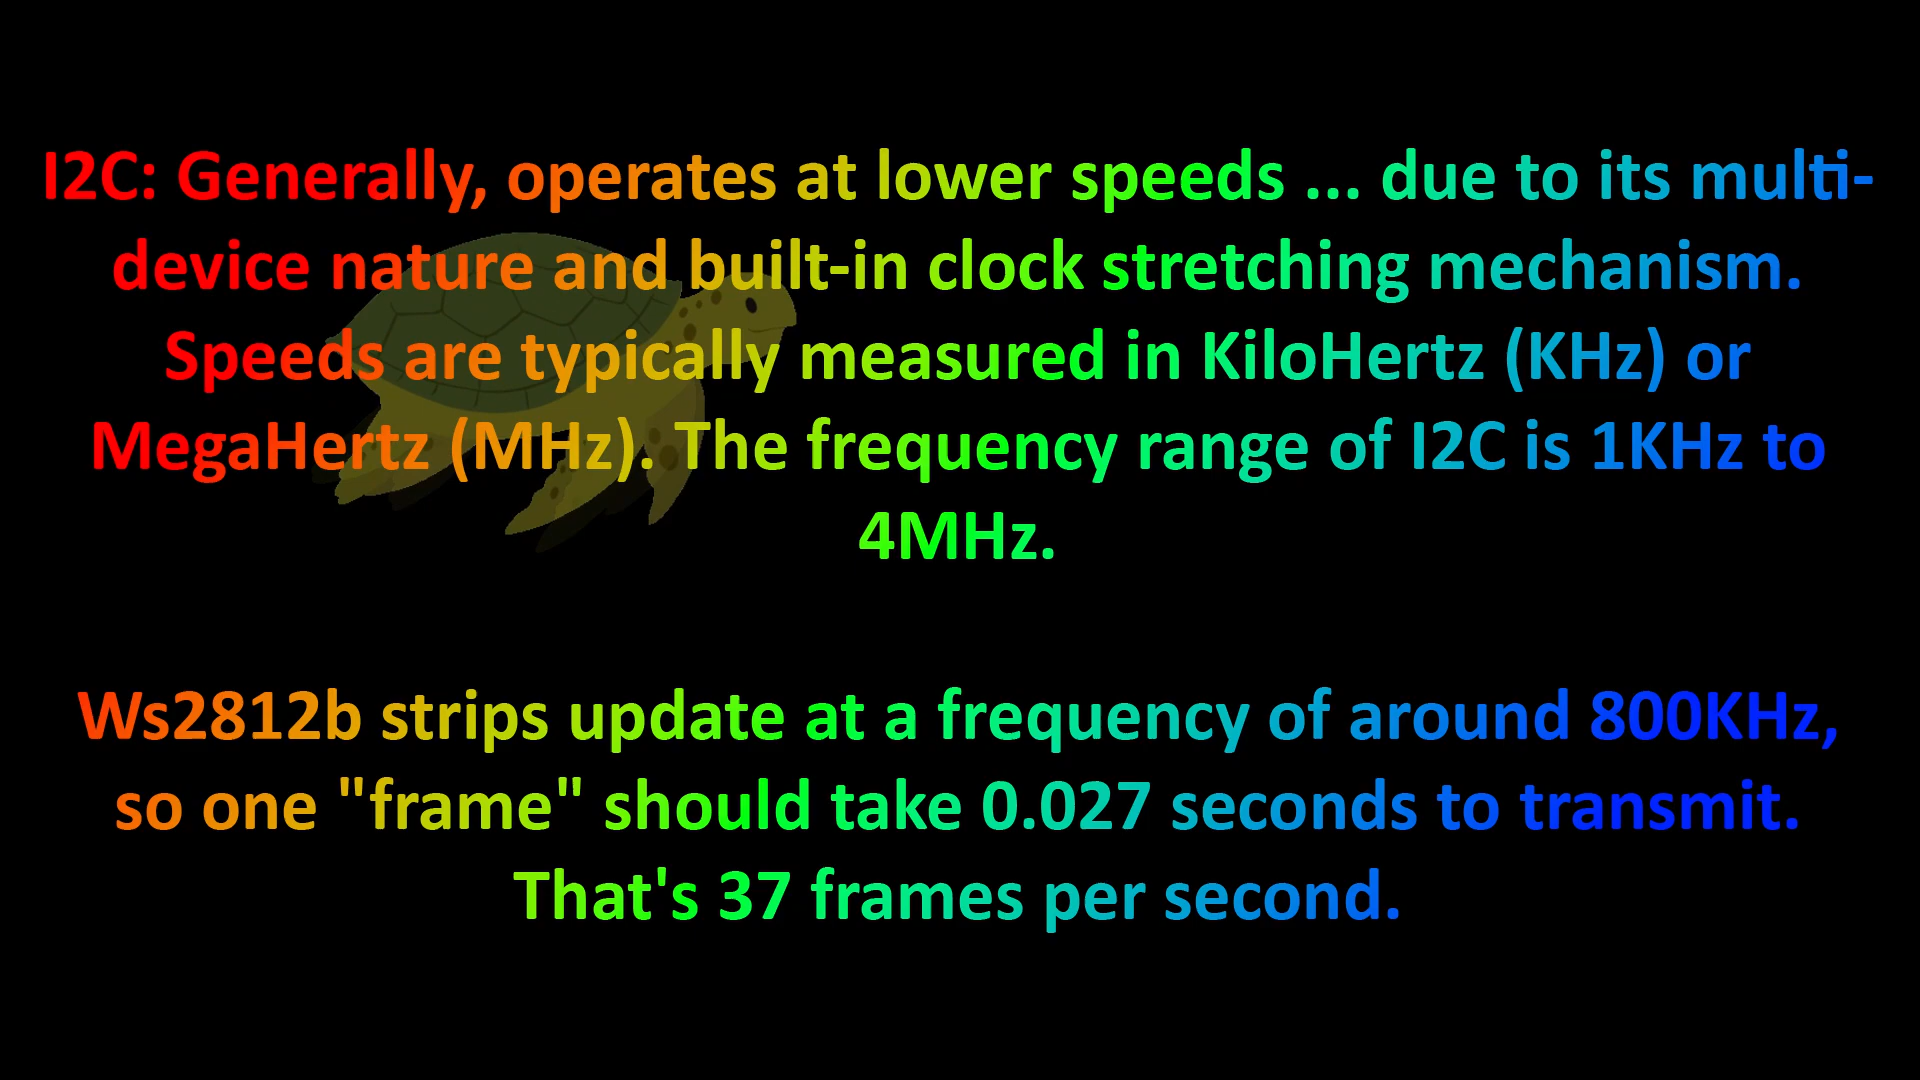 I2C: Generally, operates at lower speeds ... due to its multi-
device nature and built-in clock stretching mechanism.
Speeds are typically measured in KiloHertz (KHz) or
MegaHertz (MHz). The frequency range of I2C is 1KHz to
4MHz.
Ws2812b strips update at a frequency of around 800KHz,
so one "frame" should take 0.027 seconds to transmit.
That's 37 frames per second.